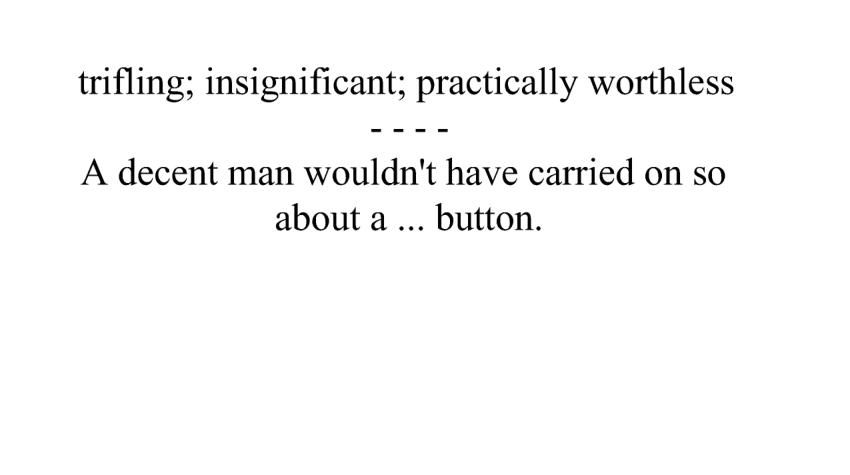 trifling; insignificant; practically worthless
- - - -
A decent man wouldn't have carried on so
about a ... button.